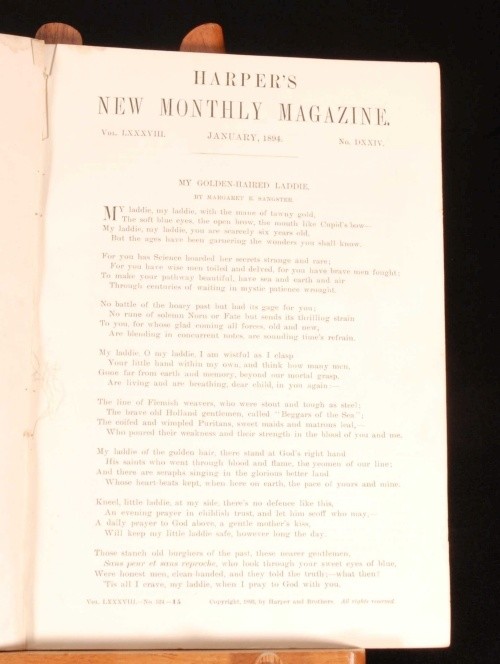 HARPER'S
NEW MONTHLY MAGAZINE.
Vol. LXXXVIII. JANUARY, 1894. No. DXXIV.
MY GOLDEN-HAIRED LADDIE.
BY MARGARET E. SANGSTER.
MY laddie, my laddie, with the mane of tawny gold,
The soft blue eyes, the open brow, the mouth like Cupid's bow—
My laddie, my laddie, you are scarcely six years old,
But the ages have been garnering the wonders you shall know.
For you has Science hoarded her secrets strange and rare;
For you have wise men toiled and delved, for you have brave men fought;
To make your pathway beautiful, have sea and earth and air
Through centuries of waiting in mystic patience wrought.
No battle of the heroy past but had its gage for you;
No runs of solemn Norn or Fate but sends its thrilling strain
To you, for whose glad coming all forces, old and new,
Are blending in concurrent notes, are sounding time's refrain.
My laddie, O my laddie, I am wistful as I clasp
Your little hand within my own, and think how many men,
Gone far from earth and memory, beyond our mortal grasp,
Are living and are breathing, dear child, in you again:—
The line of Flemish weavers, who were stout and tough as steel;
The brave old Holland gentlemen, called "Beggars of the Sea";
The coifed and wimpled Puritans, sweet maids and matrons leal,—
Who poured their weakness and their strength in the blood of you and me.
My laddie of the golden hair, there stand at God's right hand
His saints who went through blood and flame, the yeomen of our line;
And there are seraphs singing in the glorious better land
Whose heart-beats kept, when here on earth, the pace of yours and mine.
Kneel, little laddie, at my side, there's no defence like this,
An evening prayer in childish trust, and let him scoff who may,—
A daily prayer to God above, a gentle mother's kiss,
Will keep my little laddie safe, however long the day.
Those stanch old burghers of the past, these nearer gentlemen,
Sans peur et sans reproche, who look through your sweet eyes of blue,
Were honest men, clean-handed, and they told the truth;—what then?
'Tis all I crave, my laddie, when I pray to God with you.
Vol. LXXXVIII.—No. 524.—15 Copyright, 1893, by Harper and Brothers. All rights reserved.